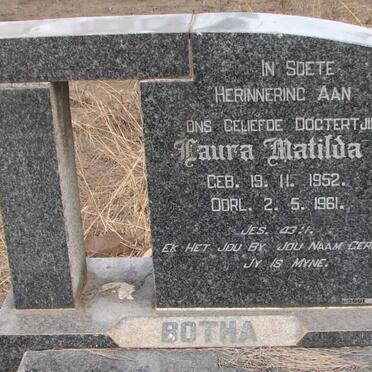 IN SOETE
HERINNERING AAN
ONS GELIEFDE DOGTERTJIE
Laura Matilda
GEB. 19. 11. 1952.
OORL. 2. 5. 1961.
JES. 43:1.
EK HET JOU BY JOU NAAM GER
JY IS MYNE.
BOTHA